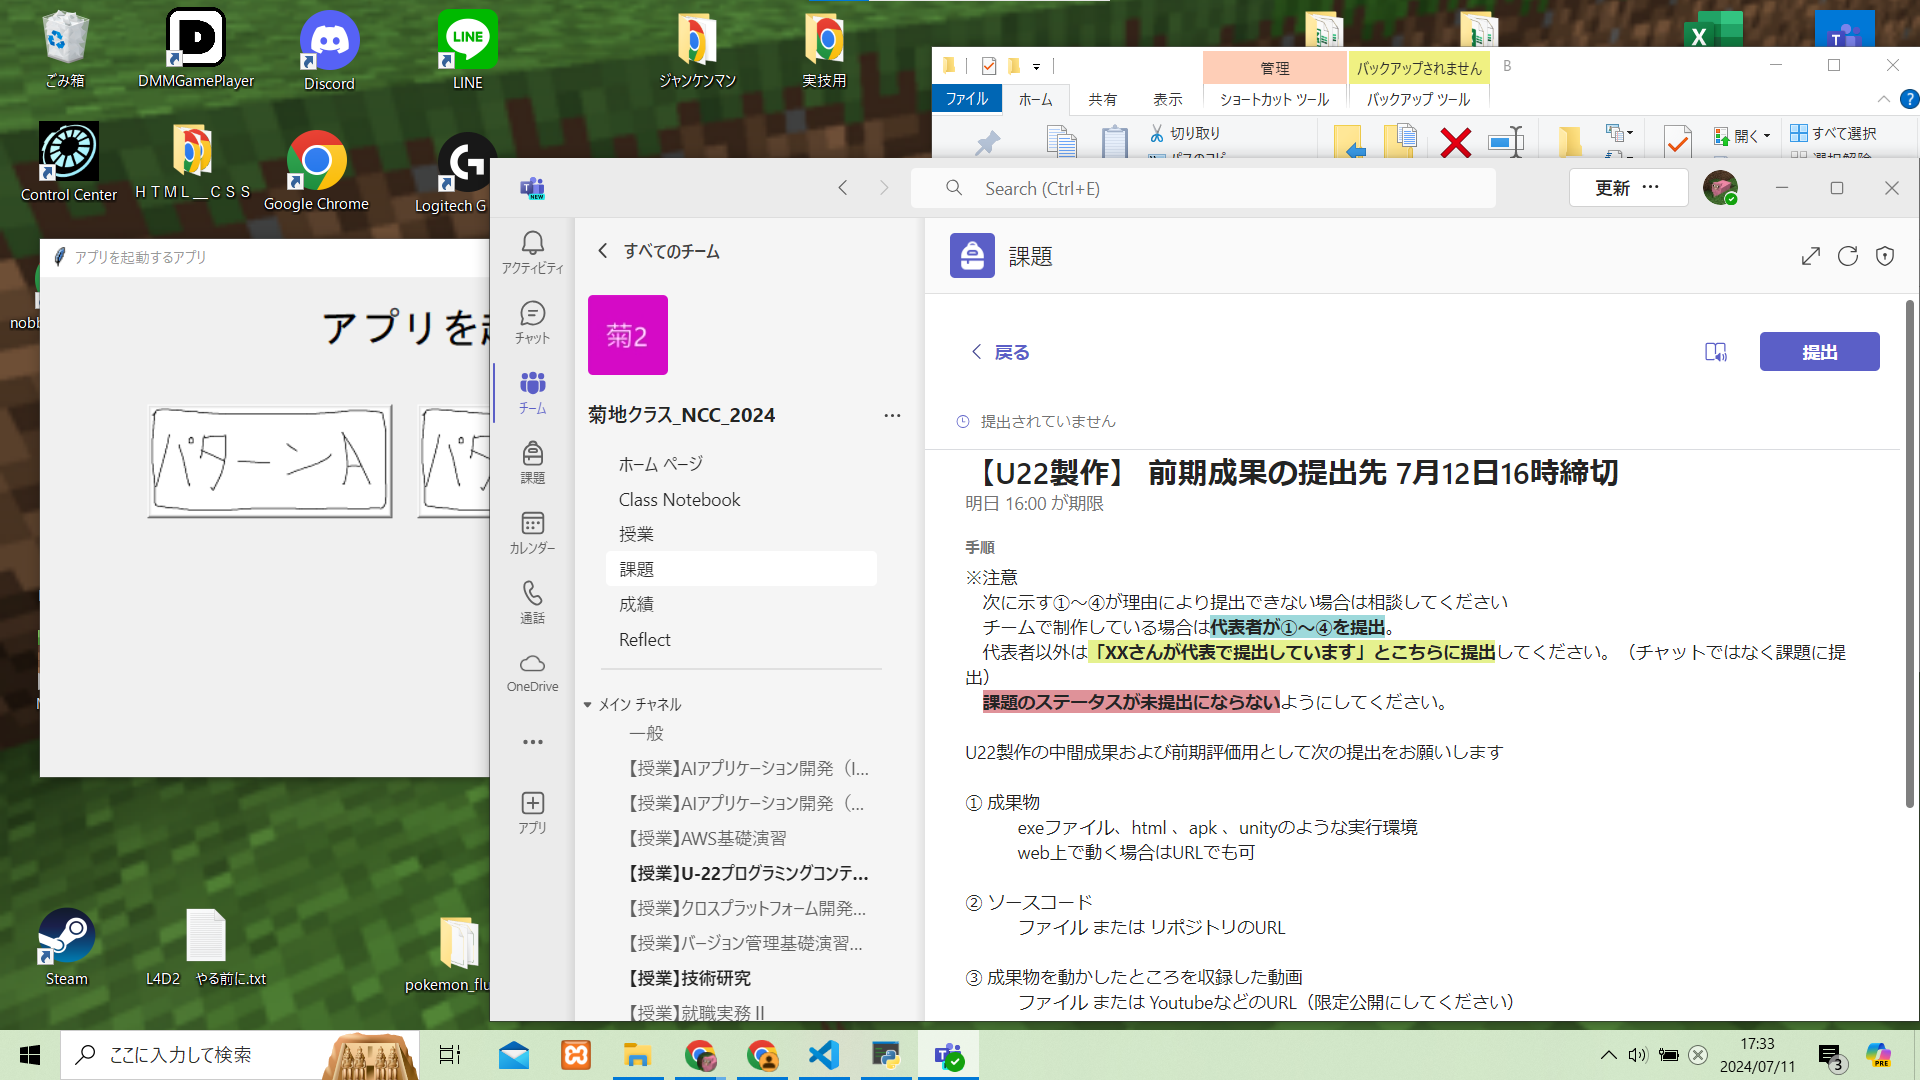 ごみ箱
DMMGamePlayer
Discord
LINE
ジャンケンマン
実技用
Control Center
ＨＴＭＬ＿ＣＳＳ
Google Chrome
Logitech G
管理
バックアップされません
B
ファイル
ホーム
共有
表示
ショートカット ツール
バックアップ ツール
切り取り
開く
すべて選択
アプリを起動するアプリ
アプリを
パターンA
Search (Ctrl+E)
更新 …
アクティビティ
チャット
チーム
課題
カレンダー
通話
OneDrive
アプリ
すべてのチーム
菊2
菊地クラス_NCC_2024
ホーム ページ
Class Notebook
授業
課題
成績
Reflect
メイン チャネル
一般
【授業】AIアプリケーション開発（I...
【授業】AIアプリケーション開発（...
【授業】AWS基礎演習
【授業】U-22プログラミングコンテ...
【授業】クロスプラットフォーム開発...
【授業】バージョン管理基礎演習...
【授業】技術研究
【授業】就職実務Ⅱ
課題
戻る
提出
提出されていません
【U22製作】 前期成果の提出先 7月12日16時締切
明日 16:00 が期限
手順
※注意
次に示す①～④が理由により提出できない場合は相談してください
チームで制作している場合は代表者が①～④を提出。
代表者以外は「XXさんが代表で提出しています」とこちらに提出してください。（チャットではなく課題に提
出）
課題のステータスが未提出にならないようにしてください。
U22製作の中間成果および前期評価用として次の提出をお願いします
① 成果物
exeファイル、html 、apk 、unityのような実行環境
web上で動く場合はURLでも可
② ソースコード
ファイル または リポジトリのURL
③ 成果物を動かしたところを収録した動画
ファイル または YoutubeなどのURL（限定公開にしてください）
Steam
L4D2　やる前に.txt
pokemon_flu
ここに入力して検索
17:33
2024/07/11
3
PRE